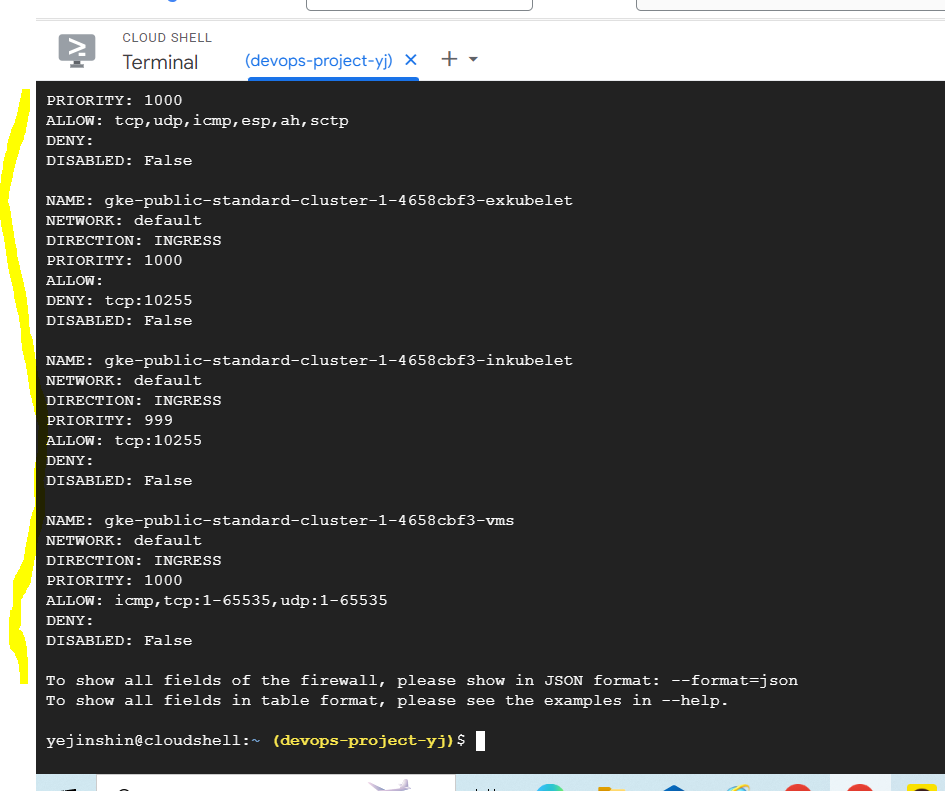 CLOUD SHELL
Terminal
(devops-project-yj)
PRIORITY: 1000
ALLOW: tcp,udp,icmp,esp,ah,sctp
DENY:
DISABLED: False
NAME: gke-public-standard-cluster-1-4658cbf3-exkubelet
NETWORK: default
DIRECTION: INGRESS
PRIORITY: 1000
ALLOW:
DENY: tcp:10255
DISABLED: False
NAME: gke-public-standard-cluster-1-4658cbf3-inkubelet
NETWORK: default
DIRECTION: INGRESS
PRIORITY: 999
ALLOW: tcp:10255
DENY:
DISABLED: False
NAME: gke-public-standard-cluster-1-4658cbf3-vms
NETWORK: default
DIRECTION: INGRESS
PRIORITY: 1000
ALLOW: icmp,tcp:1-65535,udp:1-65535
DENY:
DISABLED: False
To show all fields of the firewall, please show in JSON format: --format=json
To show all fields in table format, please see the examples in --help.
yejinshin@cloudshell:~ (devops-project-yj)$